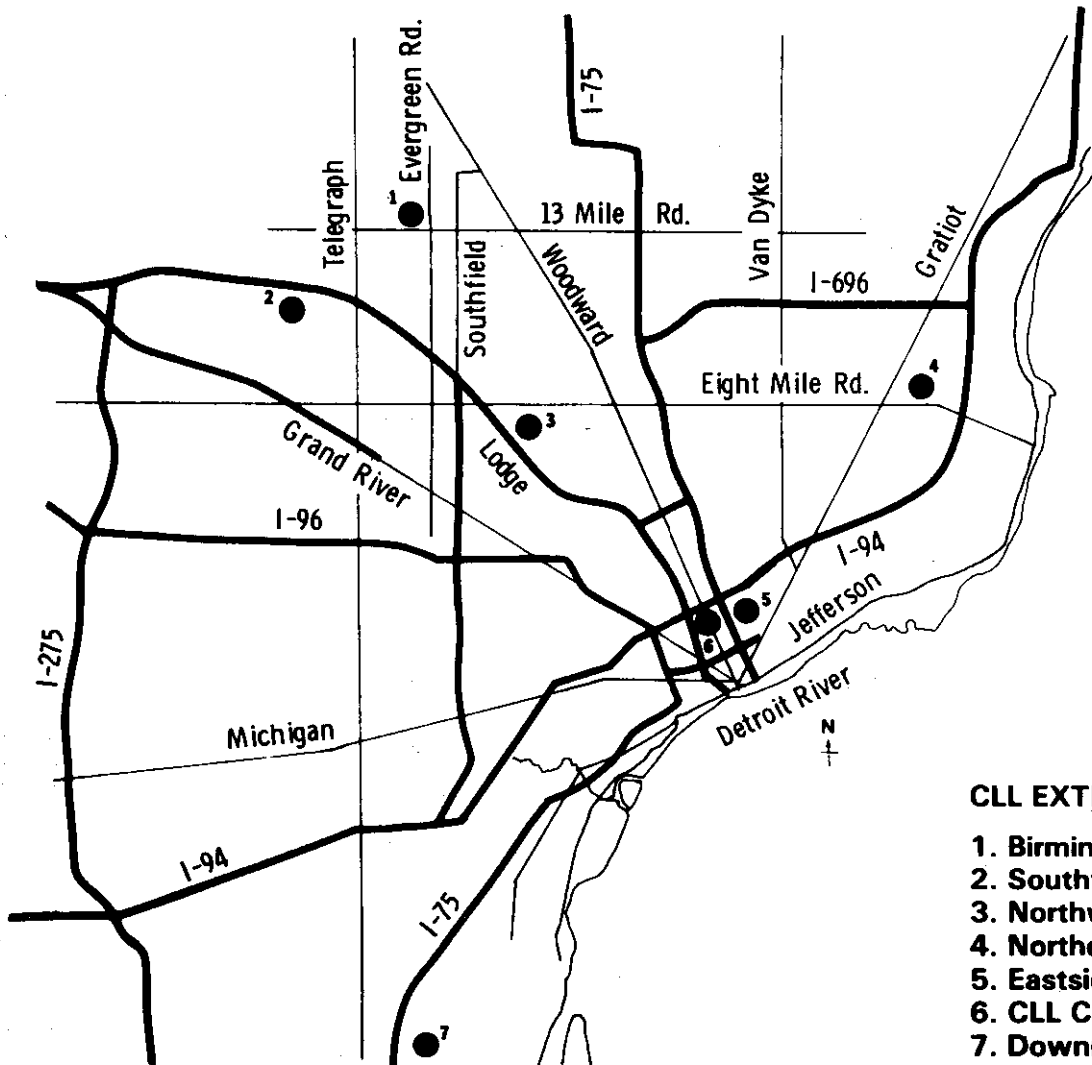 I-75
Evergreen Rd.
Telegraph
1
13 Mile Rd.
Van Dyke
Gratiot
Southfield
Woodward
I-696
2
4
Eight Mile Rd.
3
Grand River
Lodge
I-96
I-94
5
Jefferson
6
I-275
Detroit River
Michigan
N
I-94
I-75
7
CLL EXT
1. Birmin
2. South
3. Northw
4. Northe
5. Eastsi
6. CLL C
7. Down